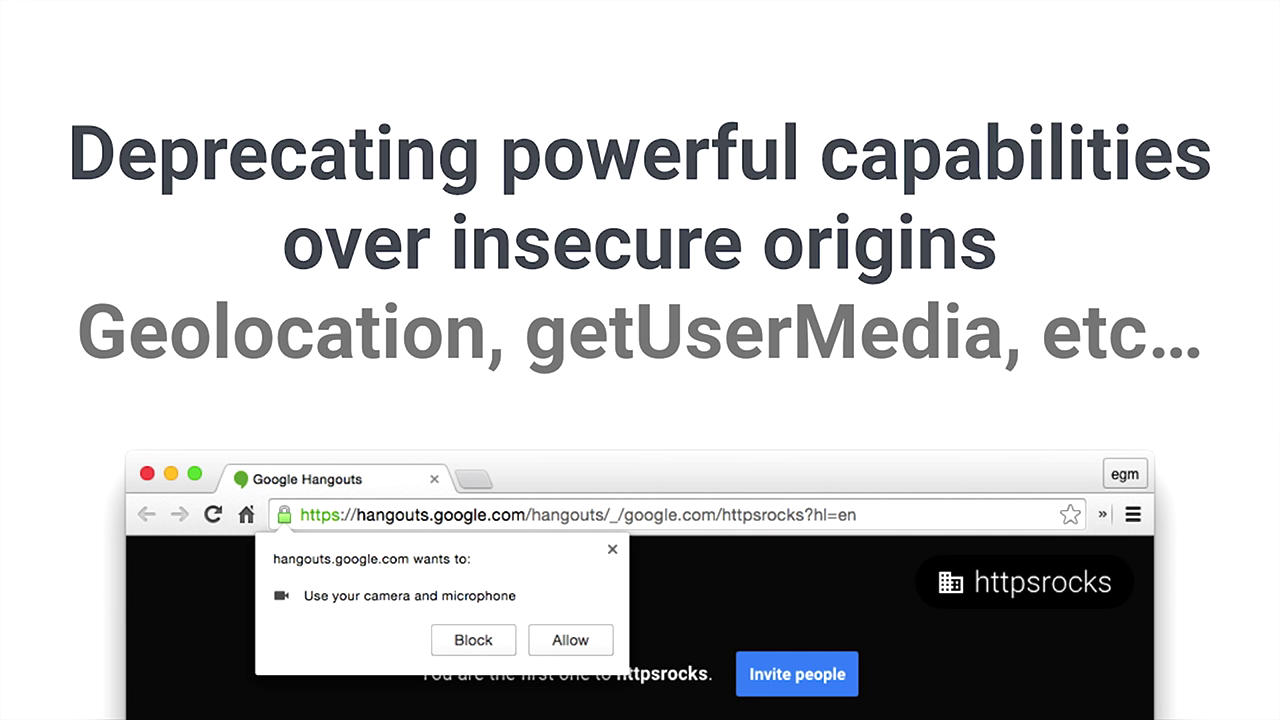 Deprecating powerful capabilities
over insecure origins
Geolocation, getUserMedia, etc…
Google Hangouts
egm
https://hangouts.google.com/hangouts/_/google.com/httpsrocks?hl=en
hangouts.google.com wants to:
Use your camera and microphone
Block
Allow
httpsrocks
You are the first one to httpsrocks.
Invite people